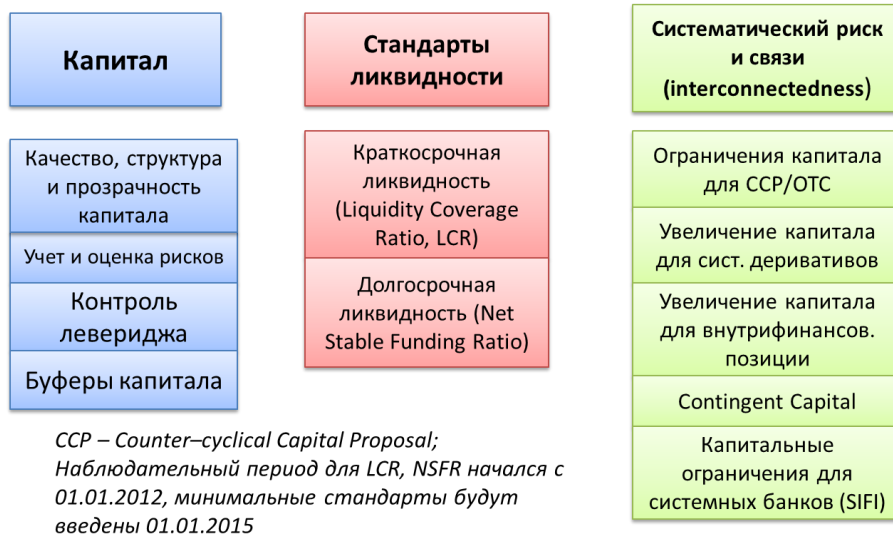 Капитал
Качество, структура
и прозрачность
капитала
Учет и оценка рисков
Контроль
левериджа
Буферы капитала
Стандарты
ликвидности
Краткосрочная
ликвидность
(Liquidity Coverage
Ratio, LCR)
Долгосрочная
ликвидность (Net
Stable Funding Ratio)
Систематический риск
и связи
(interconnectedness)
Ограничения капитала
для CCP/OTC
Увеличение капитала
для сист. деривативов
Увеличение капитала
для внутрифинансов.
позиции
Contingent Capital
Капитальные
ограничения для
системных банков (SIFI)
CCP – Counter–cyclical Capital Proposal;
Наблюдательный период для LCR, NSFR начался с
01.01.2012, минимальные стандарты будут
введены 01.01.2015